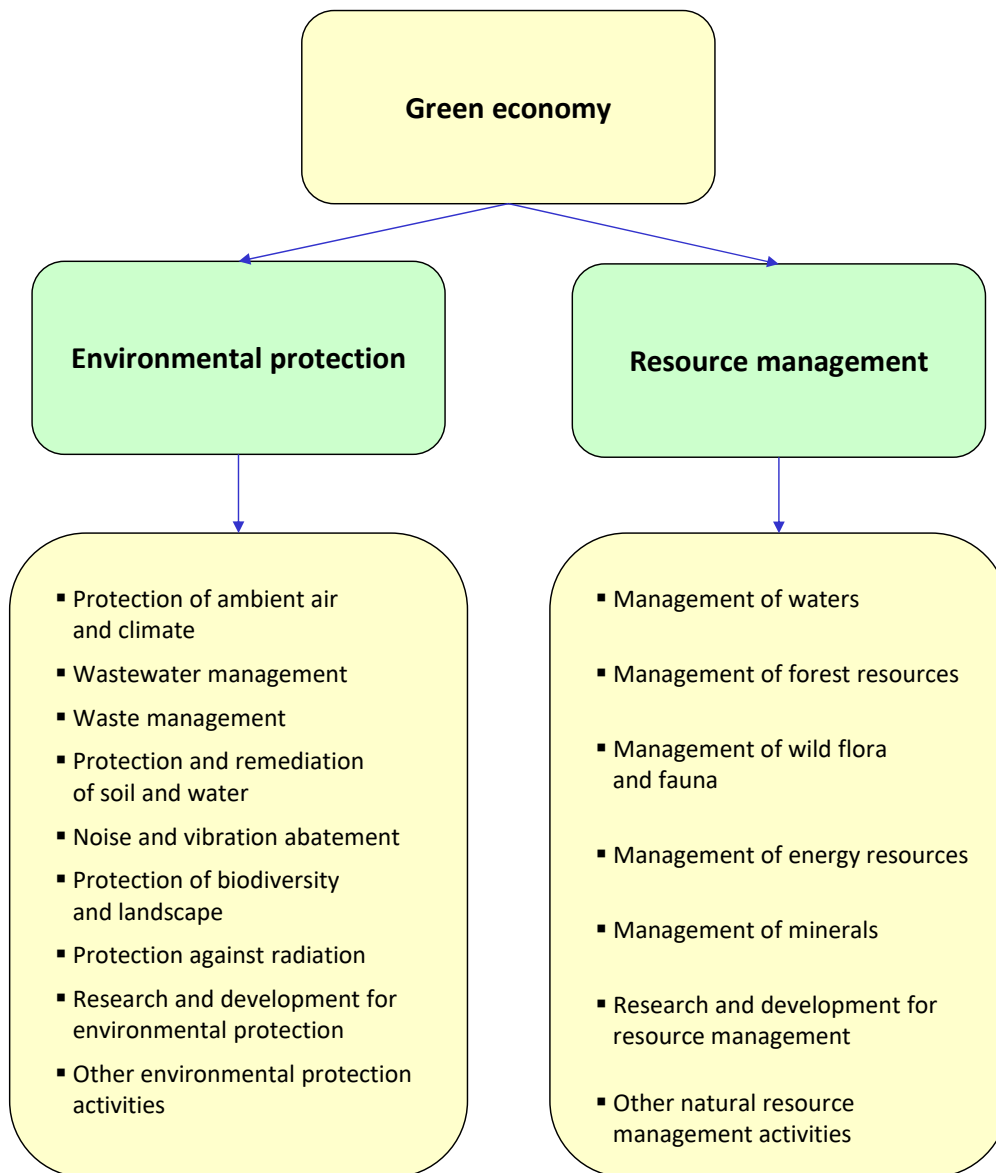 Green economy
Environmental protection
Resource management
▪ Protection of ambient air
and climate
▪ Wastewater management
▪ Waste management
▪ Protection and remediation
of soil and water
▪ Noise and vibration abatement
▪ Protection of biodiversity
and landscape
▪ Protection against radiation
▪ Research and development for
environmental protection
▪ Other environmental protection
activities
▪ Management of waters
▪ Management of forest resources
▪ Management of wild flora
and fauna
▪ Management of energy resources
▪ Management of minerals
▪ Research and development for
resource management
▪ Other natural resource
management activities